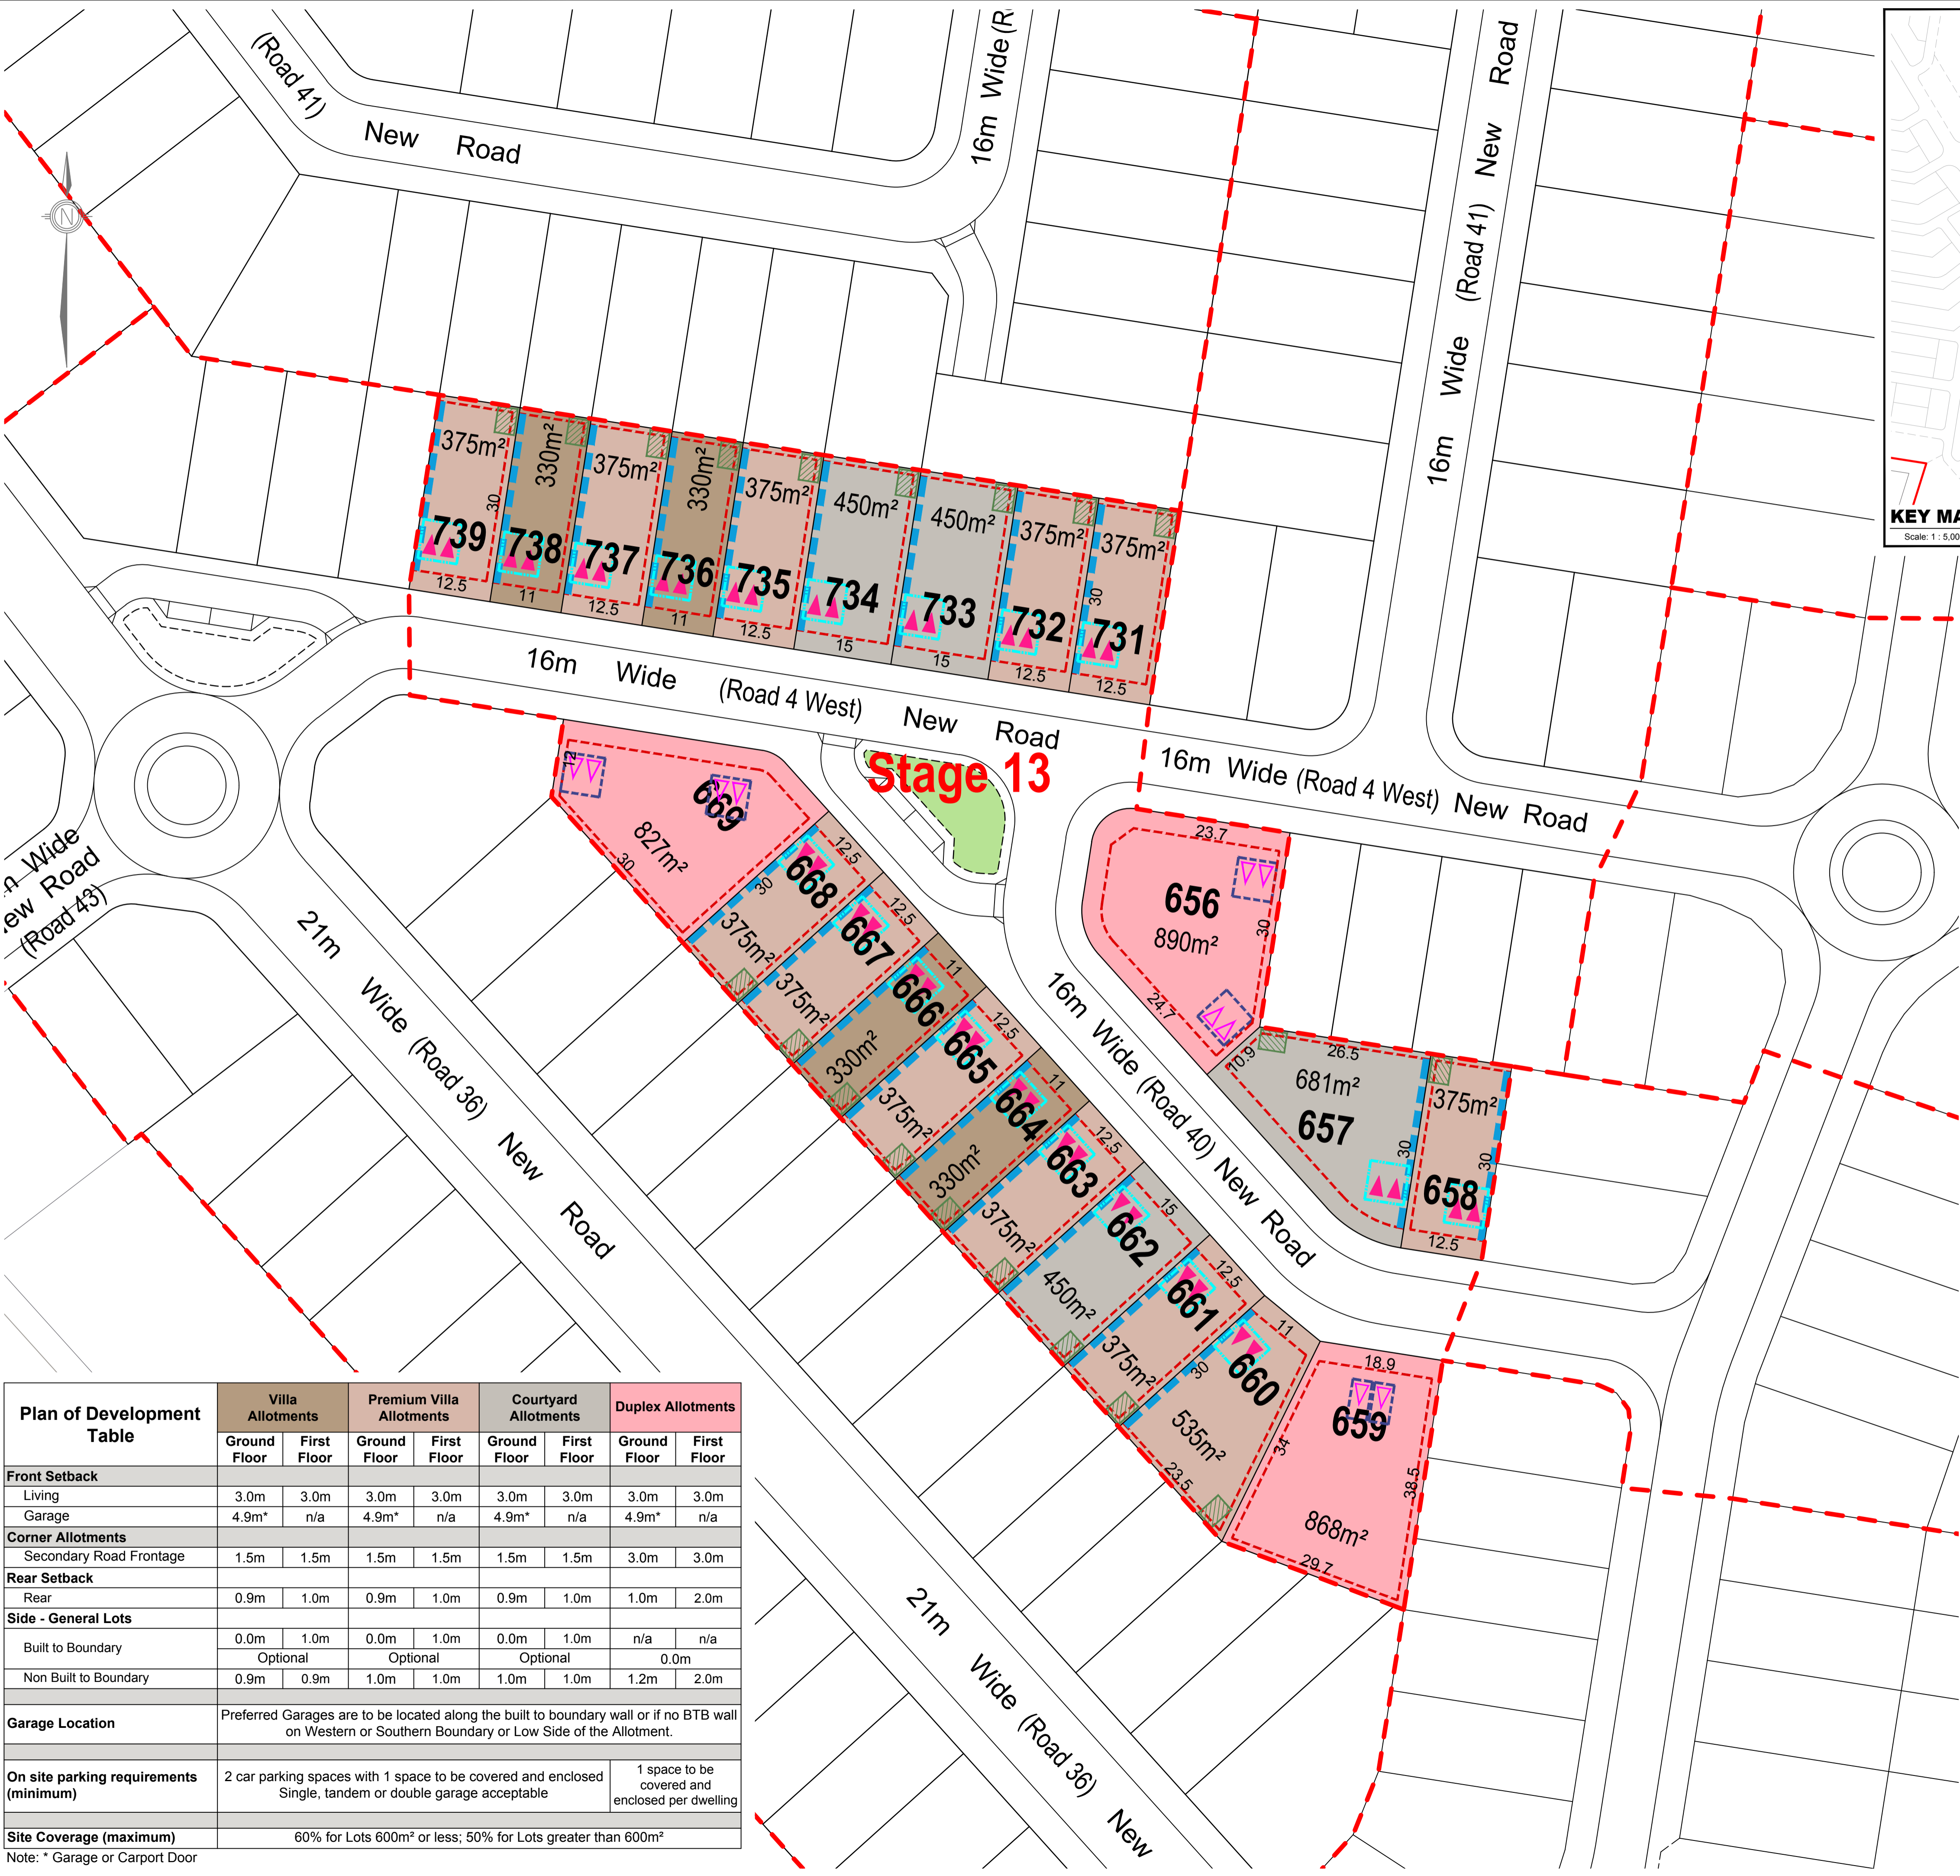 (Road 41)
New Road
16m Wide (R
16m Wide (Road 41) New Road
N
KEY MA
Scale: 1 : 5,00
375m²
30
739
12.5
330m²
738
11
375m²
737
12.5
330m²
736
11
375m²
735
12.5
450m²
734
15
450m²
733
15
375m²
732
12.5
375m²
30
731
12.5
16m Wide (Road 4 West) New Road
Stage 13
16m Wide (Road 4 West) New Road
12
669
827m²
30
12.5
668
30
375m²
12.5
667
375m²
11
666
330m²
12.5
665
375m²
11
664
330m²
12.5
663
375m²
15
662
450m²
12.5
661
375m²
11
660
30
535m²
23.5
34
18.9
659
38.5
868m²
29.7
23.7
656
890m²
30
24.7
10.9
26.5
681m²
657
30
375m²
658
30
12.5
16m Wide (Road 40) New Road
Wide
New Road
(Road 43)
21m Wide (Road 36) New Road
21m Wide (Road 36) New
Plan of Development Table
Villa Allotments
Premium Villa Allotments
Courtyard Allotments
Duplex Allotments
Ground Floor First Floor Ground Floor First Floor Ground Floor First Floor Ground Floor First Floor
Front Setback
Living 3.0m 3.0m 3.0m 3.0m 3.0m 3.0m 3.0m 3.0m
Garage 4.9m* n/a 4.9m* n/a 4.9m* n/a 4.9m* n/a
Corner Allotments
Secondary Road Frontage 1.5m 1.5m 1.5m 1.5m 1.5m 1.5m 3.0m 3.0m
Rear Setback
Rear 0.9m 1.0m 0.9m 1.0m 0.9m 1.0m 1.0m 2.0m
Side - General Lots
Built to Boundary 0.0m 1.0m 0.0m 1.0m 0.0m 1.0m n/a n/a
Optional Optional Optional 0.0m
Non Built to Boundary 0.9m 0.9m 1.0m 1.0m 1.0m 1.0m 1.2m 2.0m
Garage Location
Preferred Garages are to be located along the built to boundary wall or if no BTB wall
on Western or Southern Boundary or Low Side of the Allotment.
On site parking requirements
(minimum)
2 car parking spaces with 1 space to be covered and enclosed
Single, tandem or double garage acceptable
1 space to be
covered and
enclosed per dwelling
Site Coverage (maximum) 60% for Lots 600m² or less; 50% for Lots greater than 600m²
Note: * Garage or Carport Door